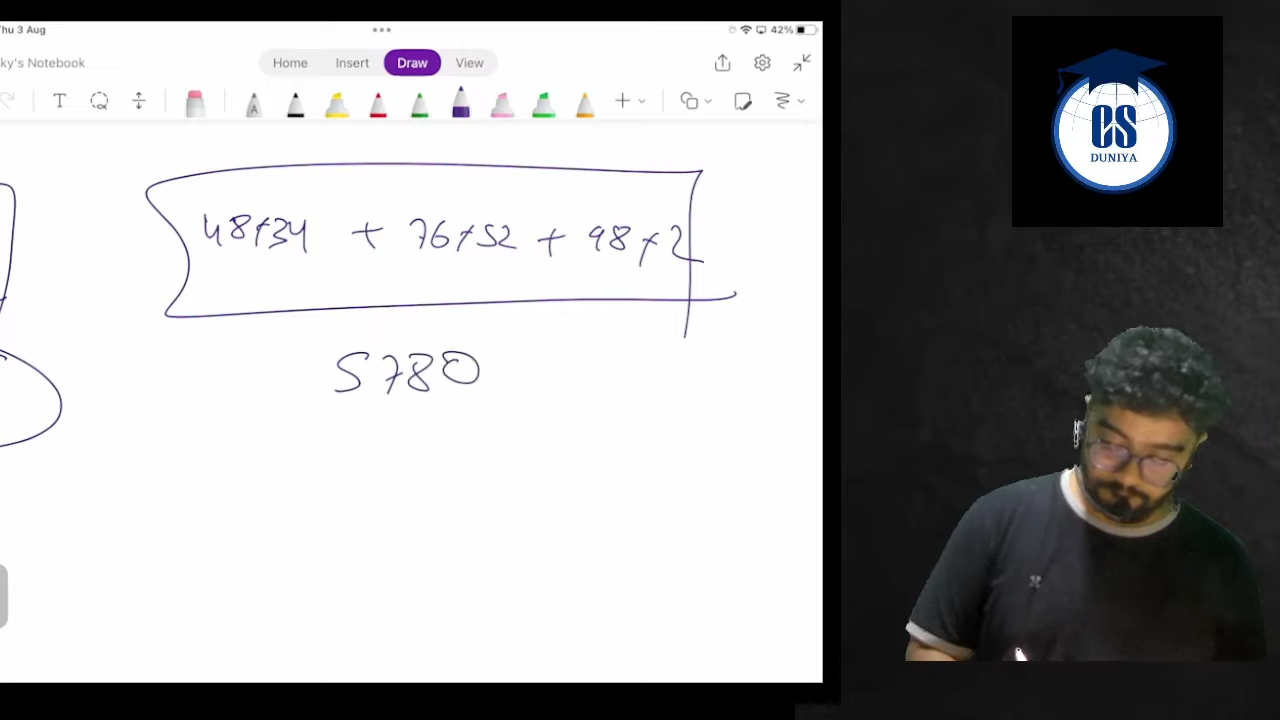 Thu 3 Aug
42%
ky's Notebook
Home Insert Draw View
T
A
48×34 + 76×52 + 98×2
5780
CS
DUNIYA